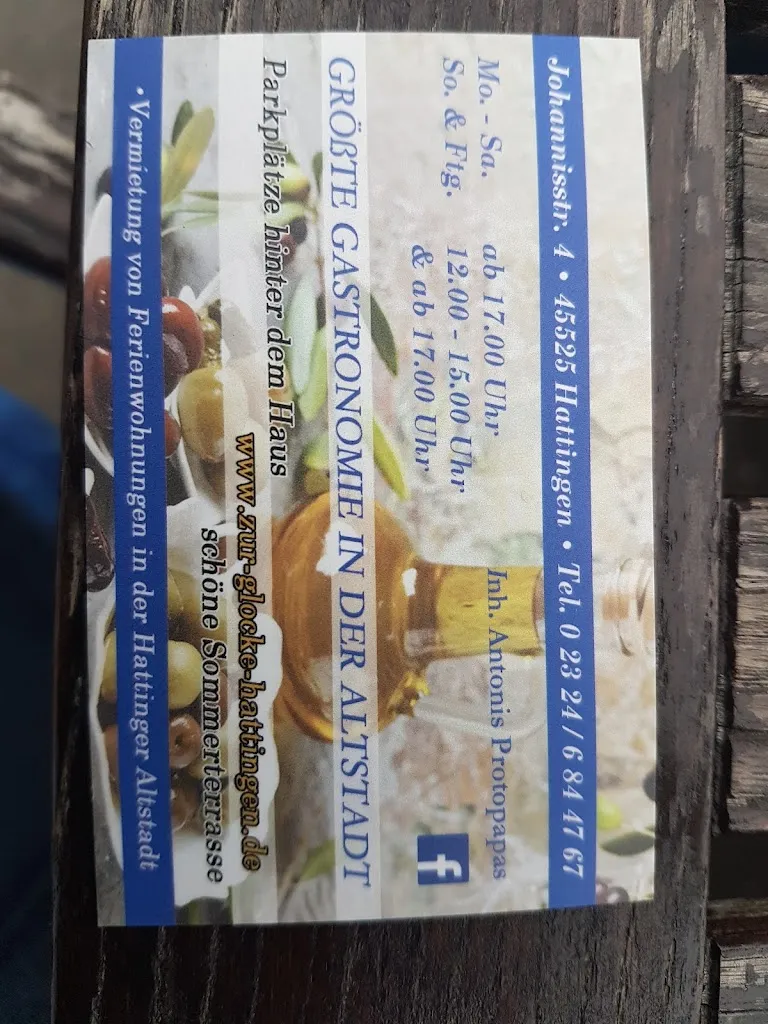 Johannisstr. 4 • 45525 Hattingen • Tel. 0 23 24 / 6 84 47 67
Mo. - Sa. ab 17.00 Uhr
Inh. Antonis Protopapas
So. & Ftg. 12.00 - 15.00 Uhr
& ab 17.00 Uhr
f
GRÖßTE GASTRONOMIE IN DER ALTSTADT
Parkplätze hinter dem Haus
www.zur-glocke-hattingen.de
schöne Sommerterrasse
• Vermietung von Ferienwohnungen in der Hattinger Altstadt